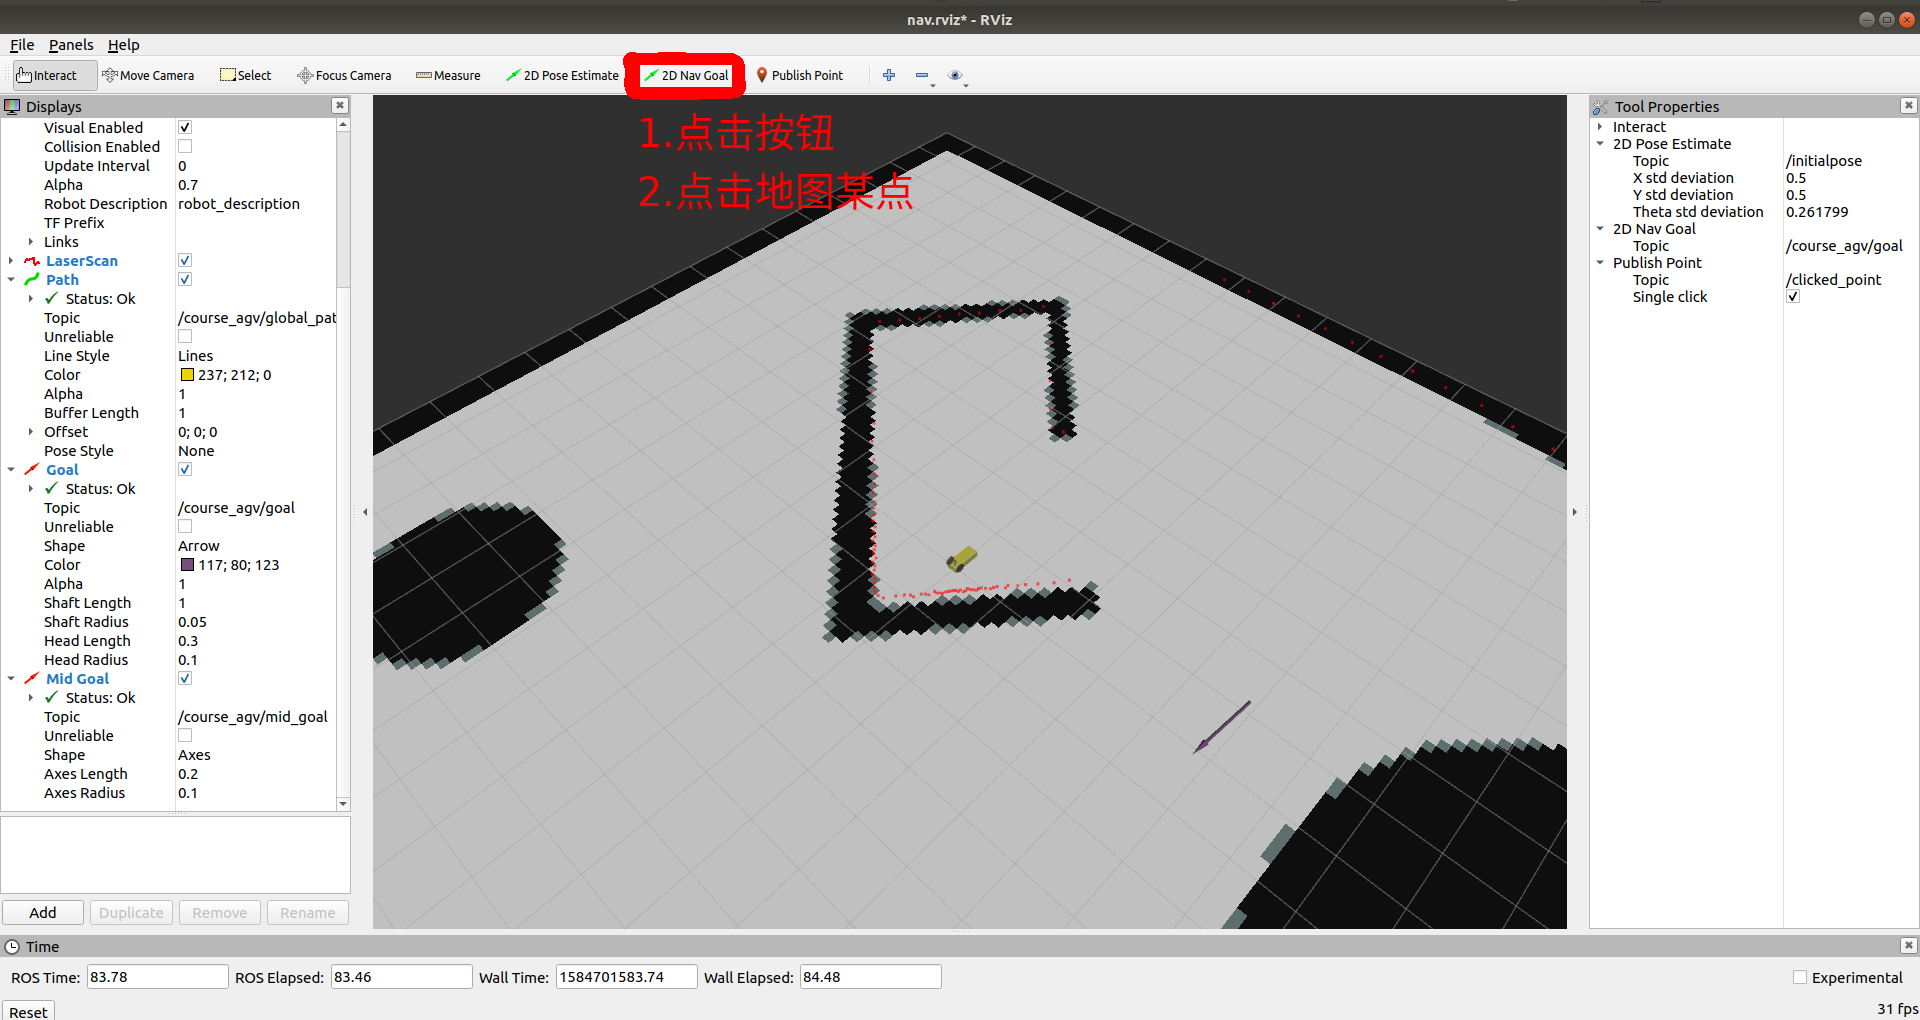 nav.rviz* - RViz
File Panels Help
Interact Move Camera Select Focus Camera Measure 2D Pose Estimate 2D Nav Goal Publish Point
1.点击按钮
2.点击地图某点
Displays
Visual Enabled
Collision Enabled
Update Interval 0
Alpha 0.7
Robot Description robot_description
TF Prefix
Links
LaserScan
Path
Status: Ok
Topic /course_agv/global_pat
Unreliable
Line Style Lines
Color 237; 212; 0
Alpha 1
Buffer Length 1
Offset 0; 0; 0
Pose Style None
Goal
Status: Ok
Topic /course_agv/goal
Unreliable
Shape Arrow
Color 117; 80; 123
Alpha 1
Shaft Length 1
Shaft Radius 0.05
Head Length 0.3
Head Radius 0.1
Mid Goal
Status: Ok
Topic /course_agv/mid_goal
Unreliable
Shape Axes
Axes Length 0.2
Axes Radius 0.1
Add Duplicate Remove Rename
Tool Properties
Interact
2D Pose Estimate
Topic /initialpose
X std deviation 0.5
Y std deviation 0.5
Theta std deviation 0.261799
2D Nav Goal
Topic /course_agv/goal
Publish Point
Topic /clicked_point
Single click
Time
ROS Time: 83.78 ROS Elapsed: 83.46 Wall Time: 1584701583.74 Wall Elapsed: 84.48 Experimental
Reset 31 fps